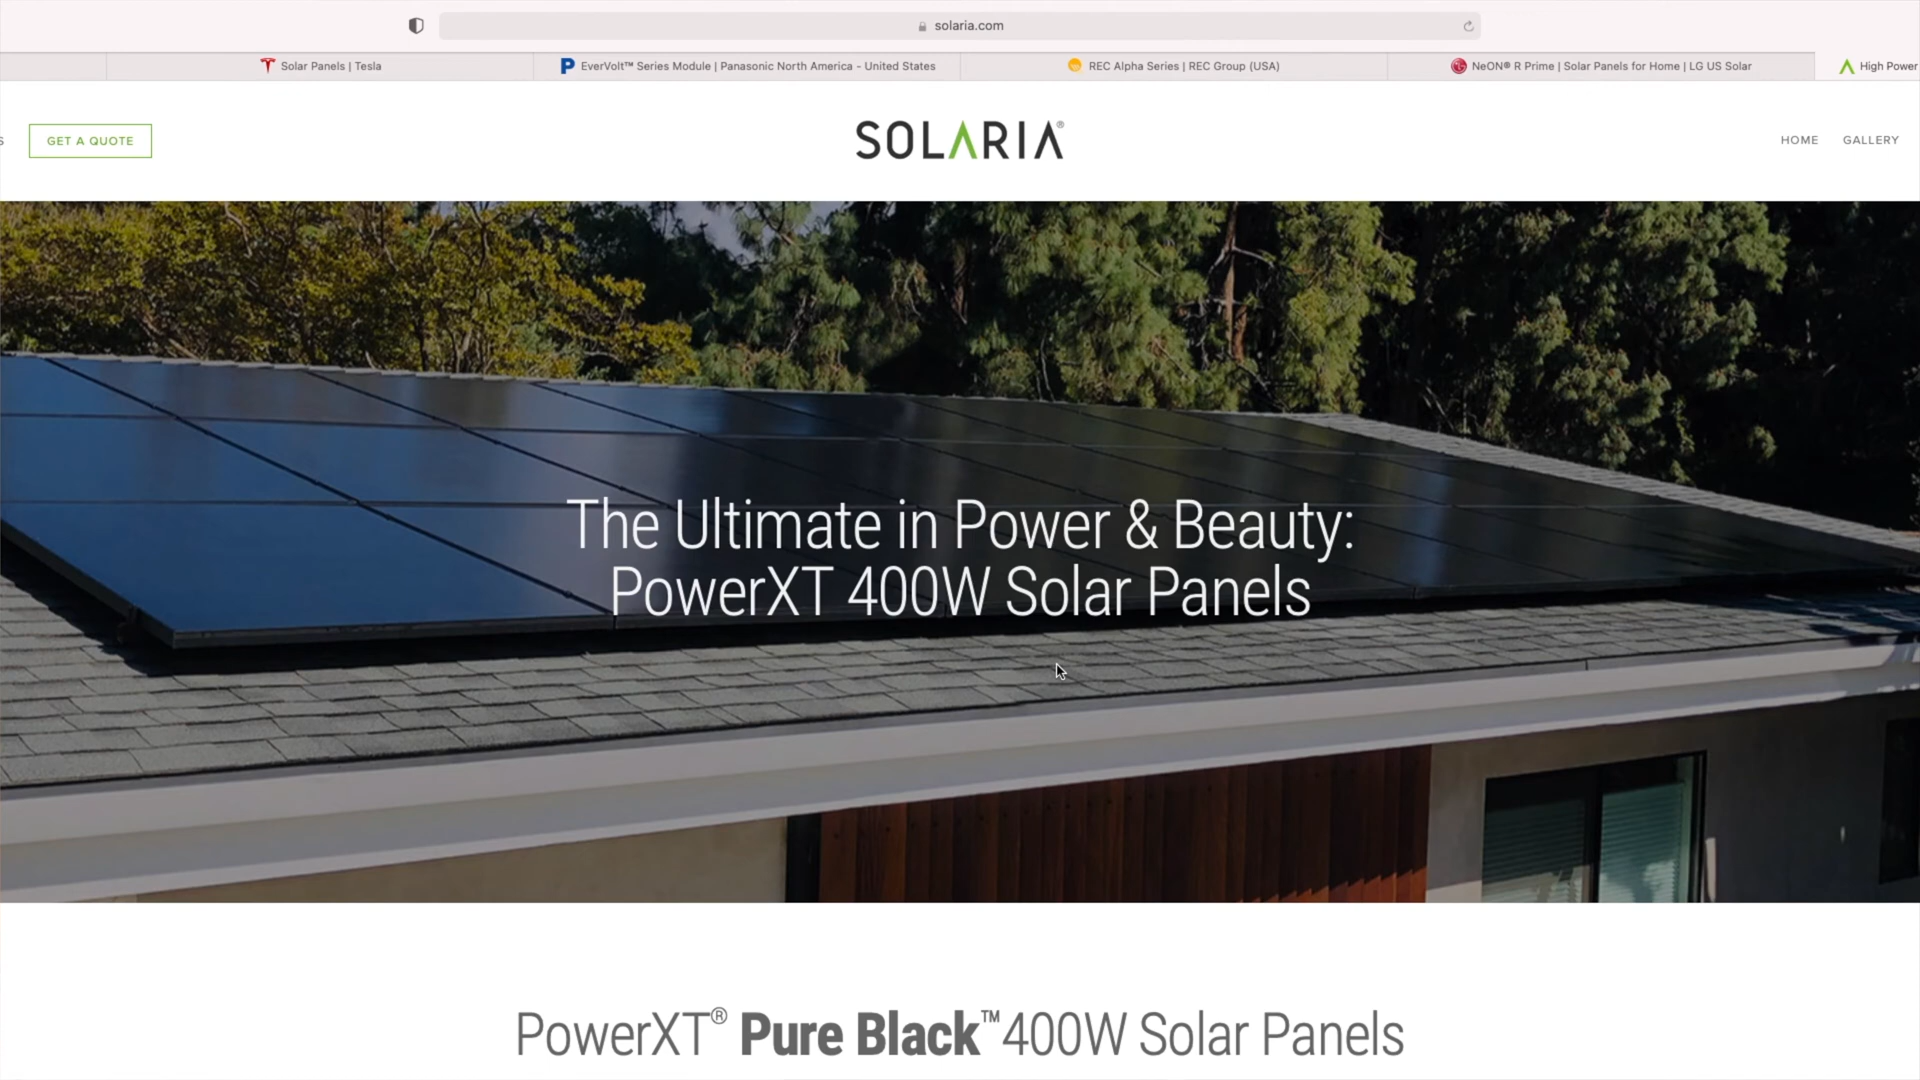 solaria.com
Solar Panels | Tesla
EverVolt™ Series Module | Panasonic North America - United States
REC Alpha Series | REC Group (USA)
NeON® R Prime | Solar Panels for Home | LG US Solar
High Power
S
GET A QUOTE
SOLARIA®
HOME
GALLERY
The Ultimate in Power & Beauty:
PowerXT 400W Solar Panels
PowerXT® Pure Black™ 400W Solar Panels